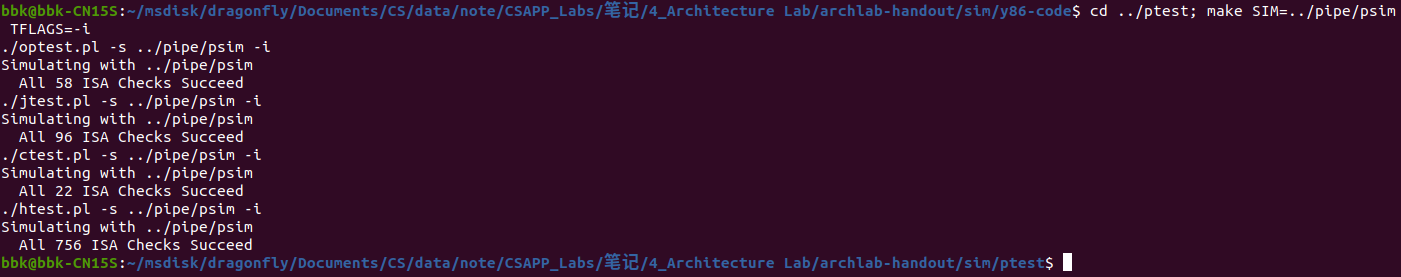 bbk@bbk-CN15S:~/msdisk/dragonfly/Documents/CS/data/note/CSAPP_Labs/笔记/4_Architecture Lab/archlab-handout/sim/y86-code$ cd ../ptest; make SIM=../pipe/psim
 TFLAGS=-i
./optest.pl -s ../pipe/psim -i
Simulating with ../pipe/psim
  All 58 ISA Checks Succeed
./jtest.pl -s ../pipe/psim -i
Simulating with ../pipe/psim
  All 96 ISA Checks Succeed
./ctest.pl -s ../pipe/psim -i
Simulating with ../pipe/psim
  All 22 ISA Checks Succeed
./htest.pl -s ../pipe/psim -i
Simulating with ../pipe/psim
  All 756 ISA Checks Succeed
bbk@bbk-CN15S:~/msdisk/dragonfly/Documents/CS/data/note/CSAPP_Labs/笔记/4_Architecture Lab/archlab-handout/sim/ptest$